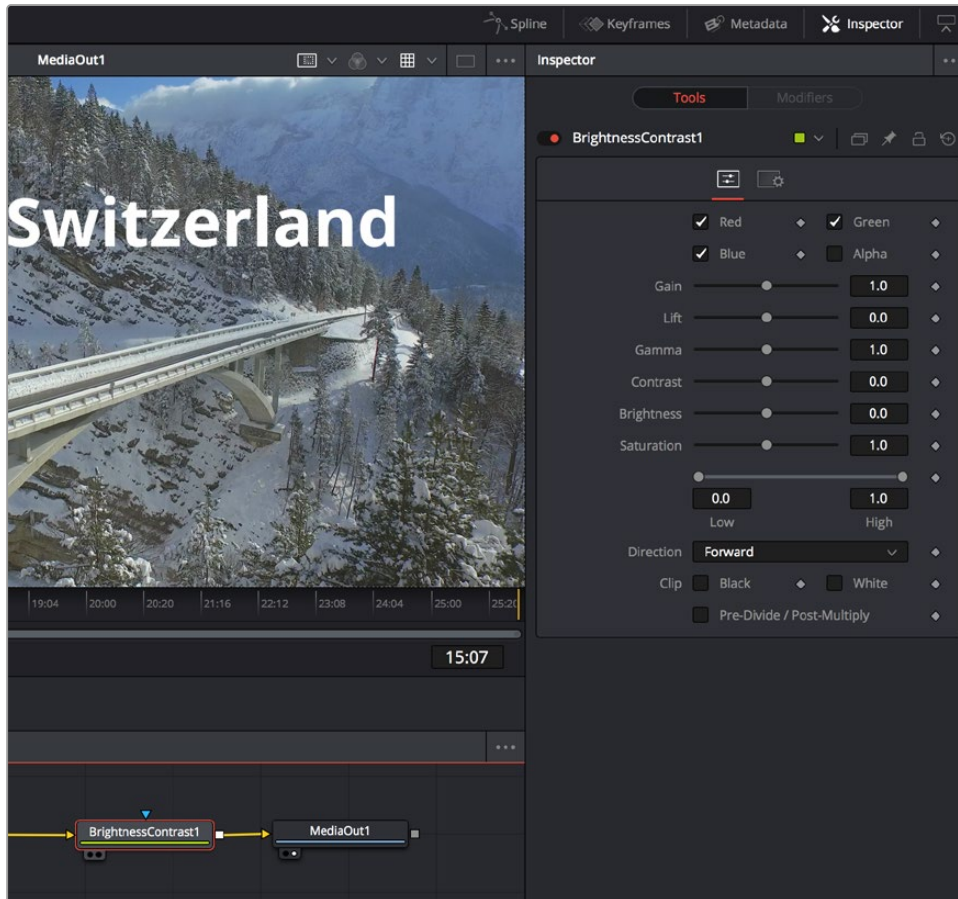 Spline Keyframes Metadata Inspector
MediaOut1
Inspector
Tools Modifiers
BrightnessContrast1
Switzerland
Red Green
Blue Alpha
Gain 1.0
Lift 0.0
Gamma 1.0
Contrast 0.0
Brightness 0.0
Saturation 1.0
0.0 1.0
Low High
Direction Forward
Clip Black White
Pre-Divide / Post-Multiply
19:04 20:00 20:20 21:16 22:12 23:08 24:04 25:00 25:20
15:07
BrightnessContrast1 MediaOut1